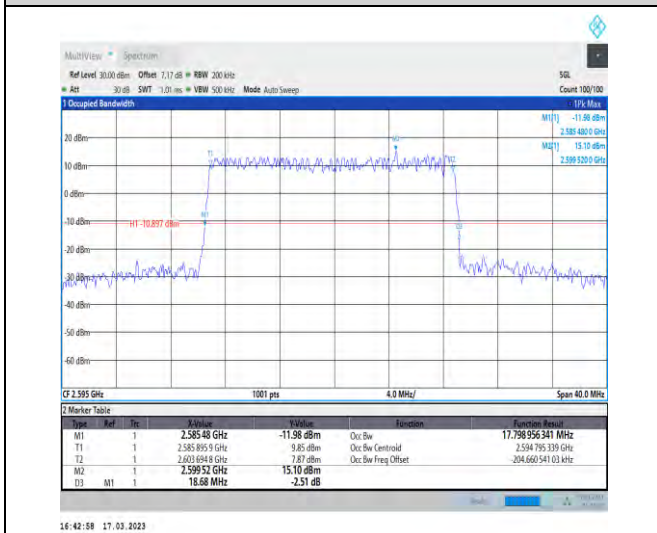 MultiView Spectrum
Ref Level 30.00 dBm Offset 7.17 dB RBW 200 kHz SGL
Att 30 dB SWT 1.01 ms VBW 500 kHz Mode Auto Sweep Count 100/100
1 Occupied Bandwidth 1Pk Max
M1[1] -11.98 dBm
2.585 480 0 GHz
M2[1] 15.10 dBm
2.599 520 0 GHz
20 dBm
M2
T1
T2
10 dBm
0 dBm
M1
-10 dBm
H1 -10.897 dBm
D3
-20 dBm
-30 dBm
-40 dBm
-50 dBm
-60 dBm
CF 2.595 GHz 1001 pts 4.0 MHz/ Span 40.0 MHz
2 Marker Table
Type Ref Trc X-Value Y-Value Function Function Result
M1 1 2.585 48 GHz -11.98 dBm Occ Bw 17.798 956 341 MHz
T1 1 2.585 895 9 GHz 9.85 dBm Occ Bw Centroid 2.594 795 339 GHz
T2 1 2.603 694 8 GHz 7.87 dBm Occ Bw Freq Offset -204.660 541 03 kHz
M2 1 2.599 52 GHz 15.10 dBm
D3 M1 1 18.68 MHz -2.51 dB
Ready
16:42:58 17.03.2023